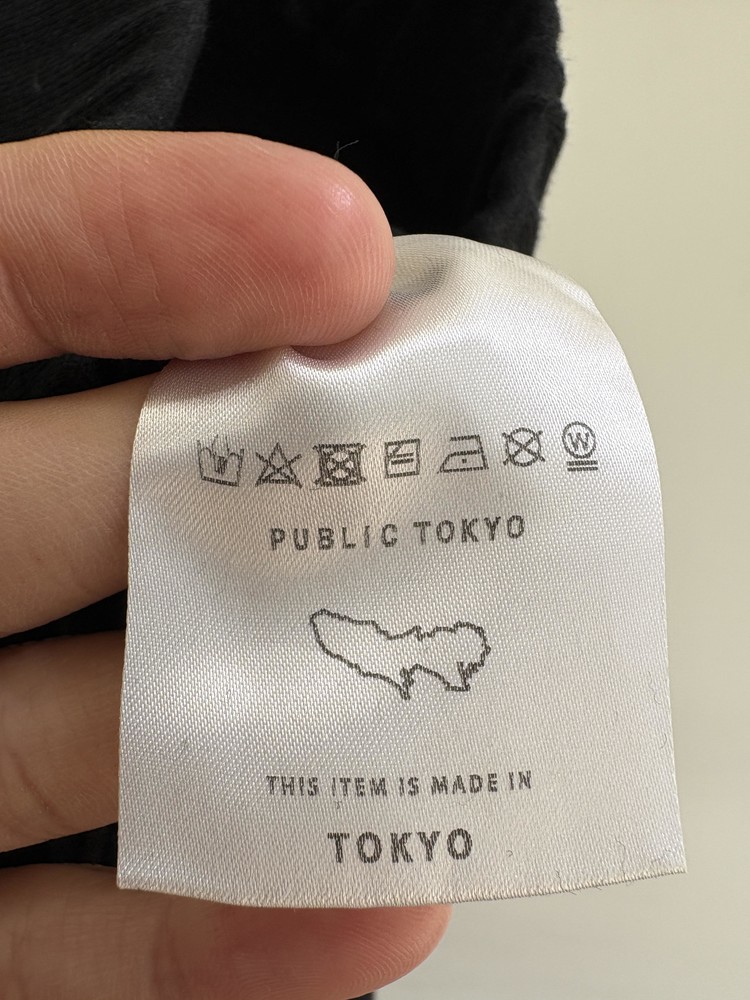 W
PUBLIC TOKYO
THIS ITEM IS MADE IN
TOKYO